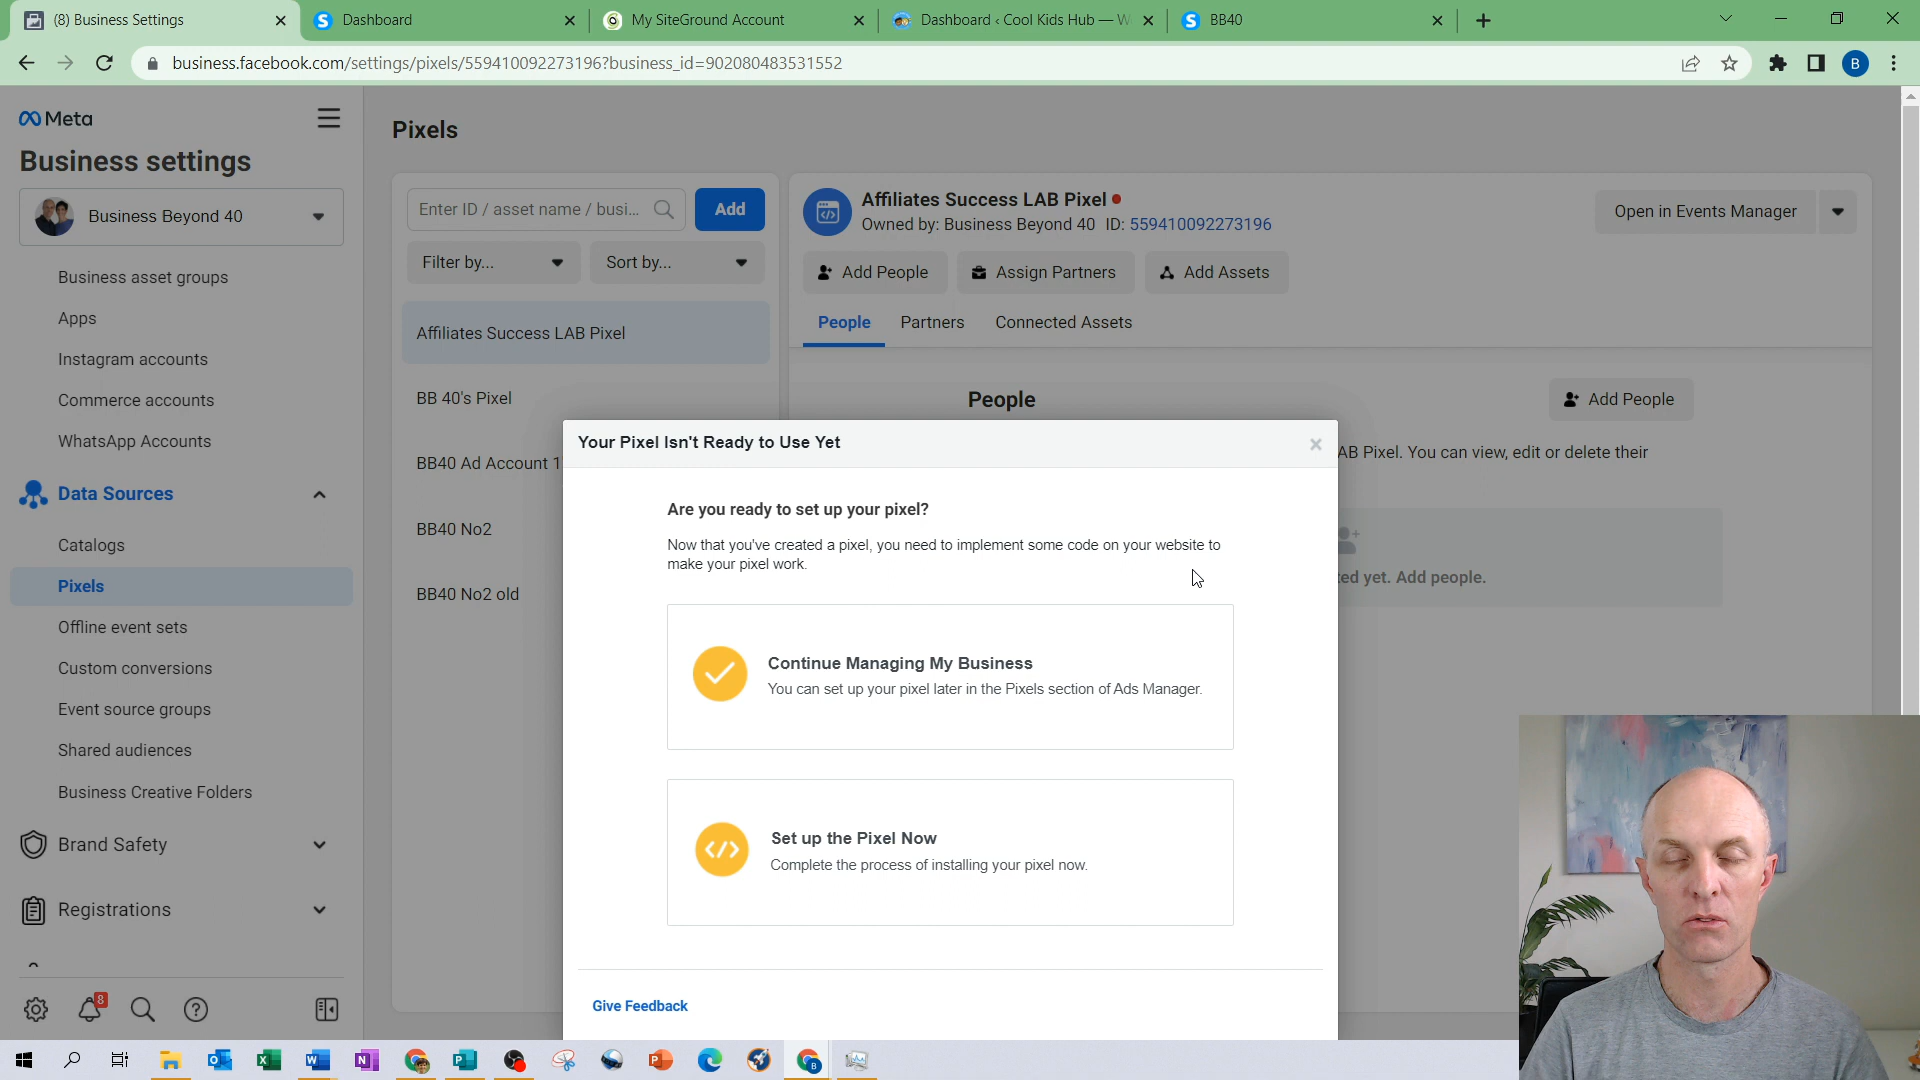 (8) Business Settings
Dashboard
My SiteGround Account
Dashboard ‹ Cool Kids Hub — W
BB40
business.facebook.com/settings/pixels/559410092273196?business_id=902080483531552
B
Meta
Business settings
Business Beyond 40
Business asset groups
Apps
Instagram accounts
Commerce accounts
WhatsApp Accounts
Data Sources
Catalogs
Pixels
Offline event sets
Custom conversions
Event source groups
Shared audiences
Business Creative Folders
Brand Safety
Registrations
8
Pixels
Enter ID / asset name / busi...
Add
Filter by...
Sort by...
Affiliates Success LAB Pixel
BB 40's Pixel
BB40 Ad Account 1
BB40 No2
BB40 No2 old
Affiliates Success LAB Pixel
Owned by: Business Beyond 40 ID: 559410092273196
Open in Events Manager
Add People
Assign Partners
Add Assets
People
Partners
Connected Assets
People
Add People
AB Pixel. You can view, edit or delete their
ted yet. Add people.
Your Pixel Isn't Ready to Use Yet
Are you ready to set up your pixel?
Now that you've created a pixel, you need to implement some code on your website to
make your pixel work.
Continue Managing My Business
You can set up your pixel later in the Pixels section of Ads Manager.
Set up the Pixel Now
Complete the process of installing your pixel now.
Give Feedback